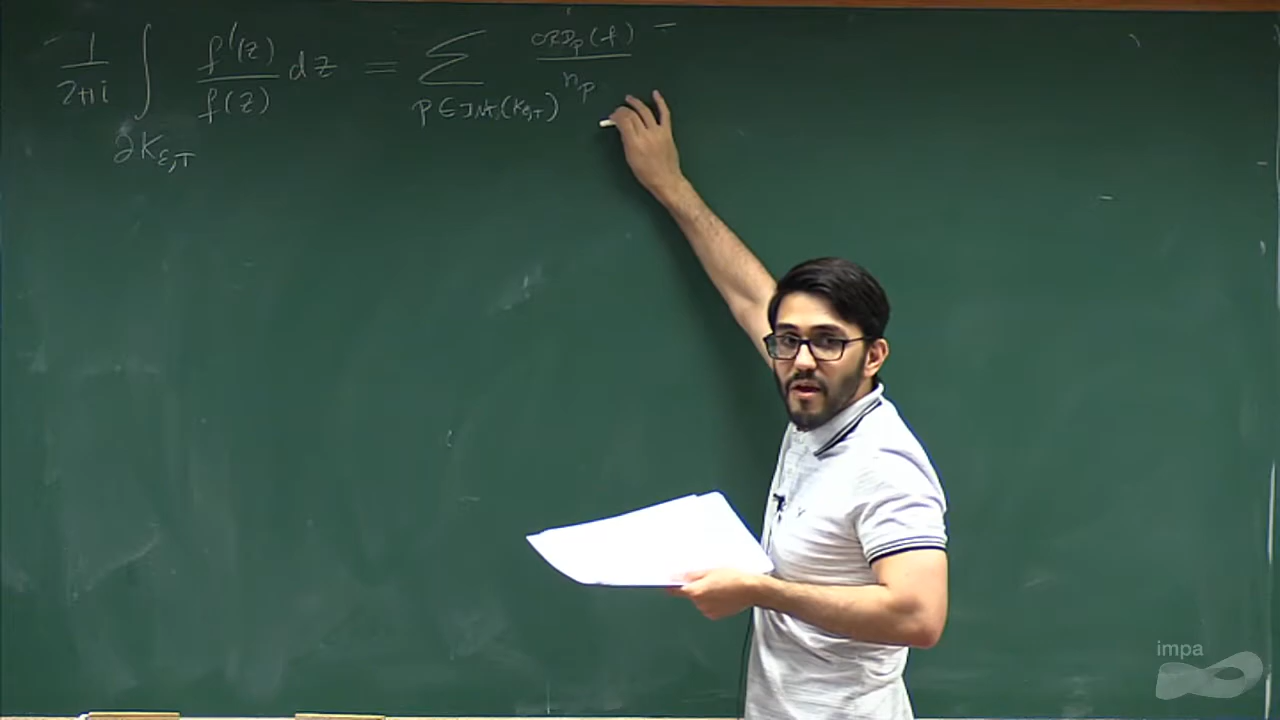 1/2πi ∫_{∂K_{ε,T}} f'(z)/f(z) dz = Σ_{p ∈ INT(K_{ε,T})} ORD_p(f)/n_p —
impa